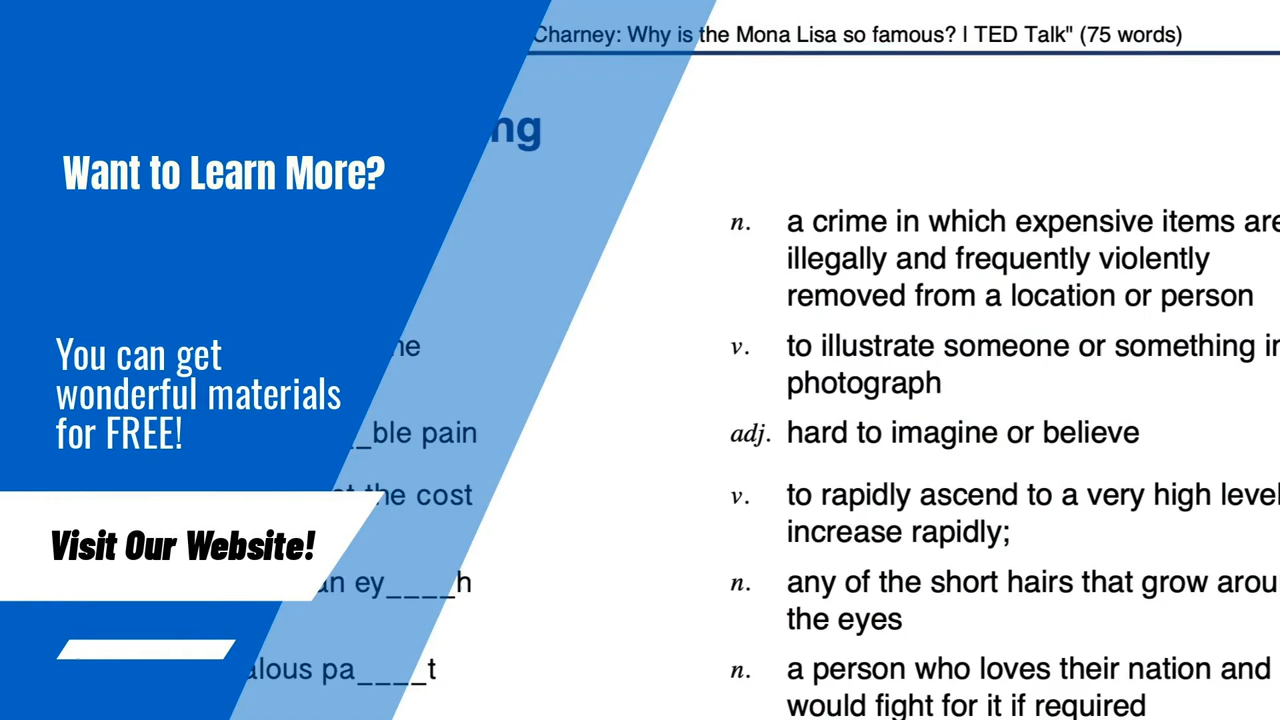 Charney: Why is the Mona Lisa so famous? | TED Talk" (75 words)
ng
Want to Learn More?
You can get
wonderful materials
for FREE!
Visit Our Website!
n. a crime in which expensive items are
illegally and frequently violently
removed from a location or person
he
v. to illustrate someone or something in
photograph
__ble pain
adj. hard to imagine or believe
the cost
v. to rapidly ascend to a very high level
increase rapidly;
an ey____h
n. any of the short hairs that grow arou
the eyes
alous pa____t
n. a person who loves their nation and
would fight for it if required